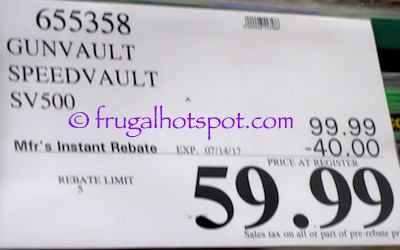 655358
GUNVAULT
SPEEDVAULT
SV500
© frugalhotspot.com
99.99
Mfr's Instant Rebate EXP. 07/14/17 -40.00
PRICE AT REGISTER
REBATE LIMIT
5
59.99
Sales tax on all or part of pre-rebate